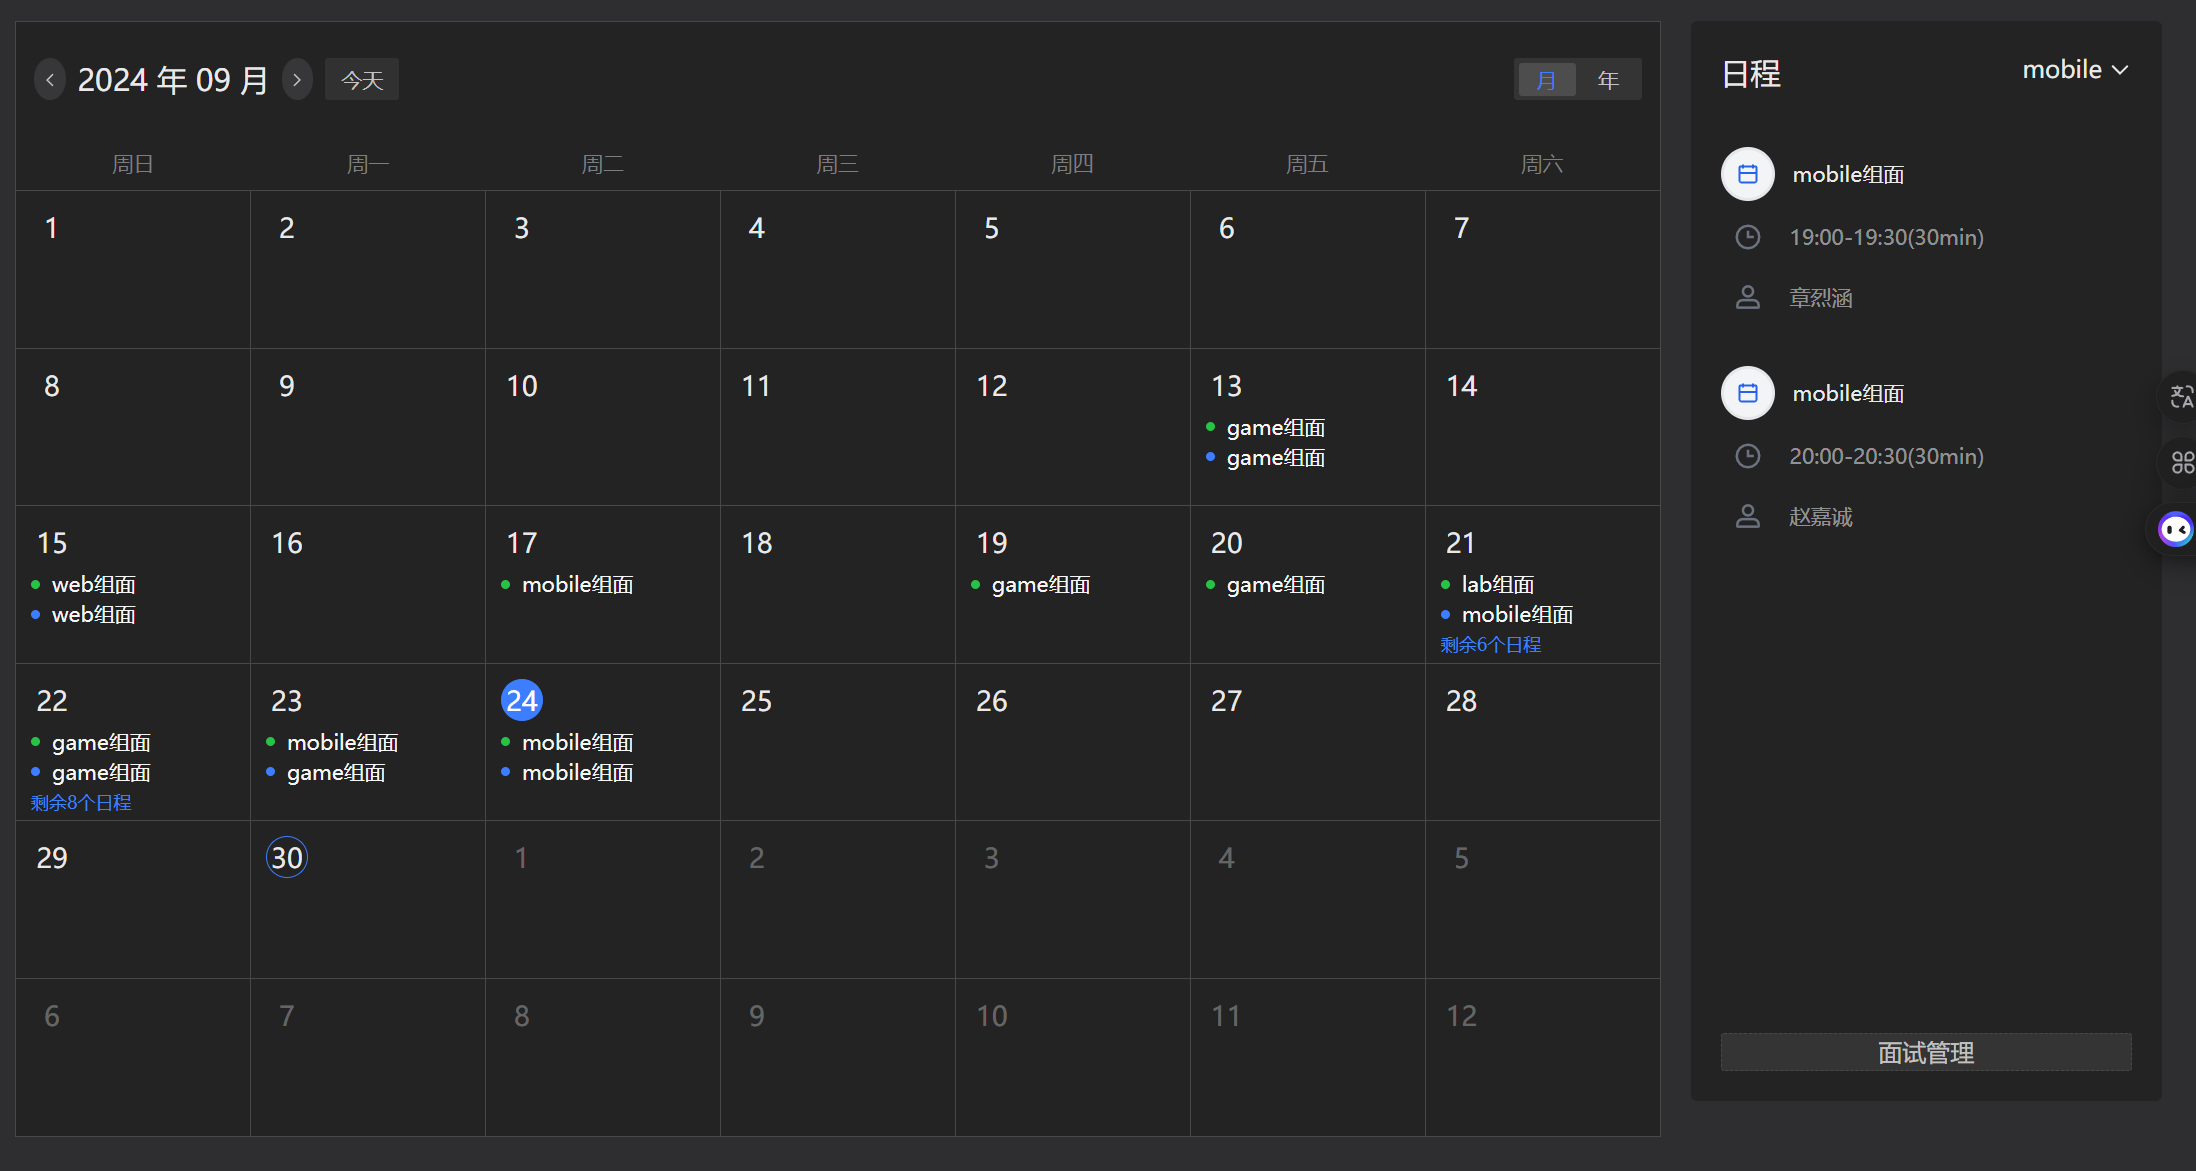 2024 年 09 月
今天
月 年
周日 周一 周二 周三 周四 周五 周六
1 2 3 4 5 6 7
8 9 10 11 12 13 14
game组面
game组面
15 16 17 18 19 20 21
web组面 mobile组面 game组面 game组面 lab组面
web组面 mobile组面
剩余6个日程
22 23 24 25 26 27 28
game组面 mobile组面 mobile组面
game组面 game组面 mobile组面
剩余8个日程
29 30 1 2 3 4 5
6 7 8 9 10 11 12
日程
mobile
mobile组面
19:00-19:30(30min)
章烈涵
mobile组面
20:00-20:30(30min)
赵嘉诚
面试管理